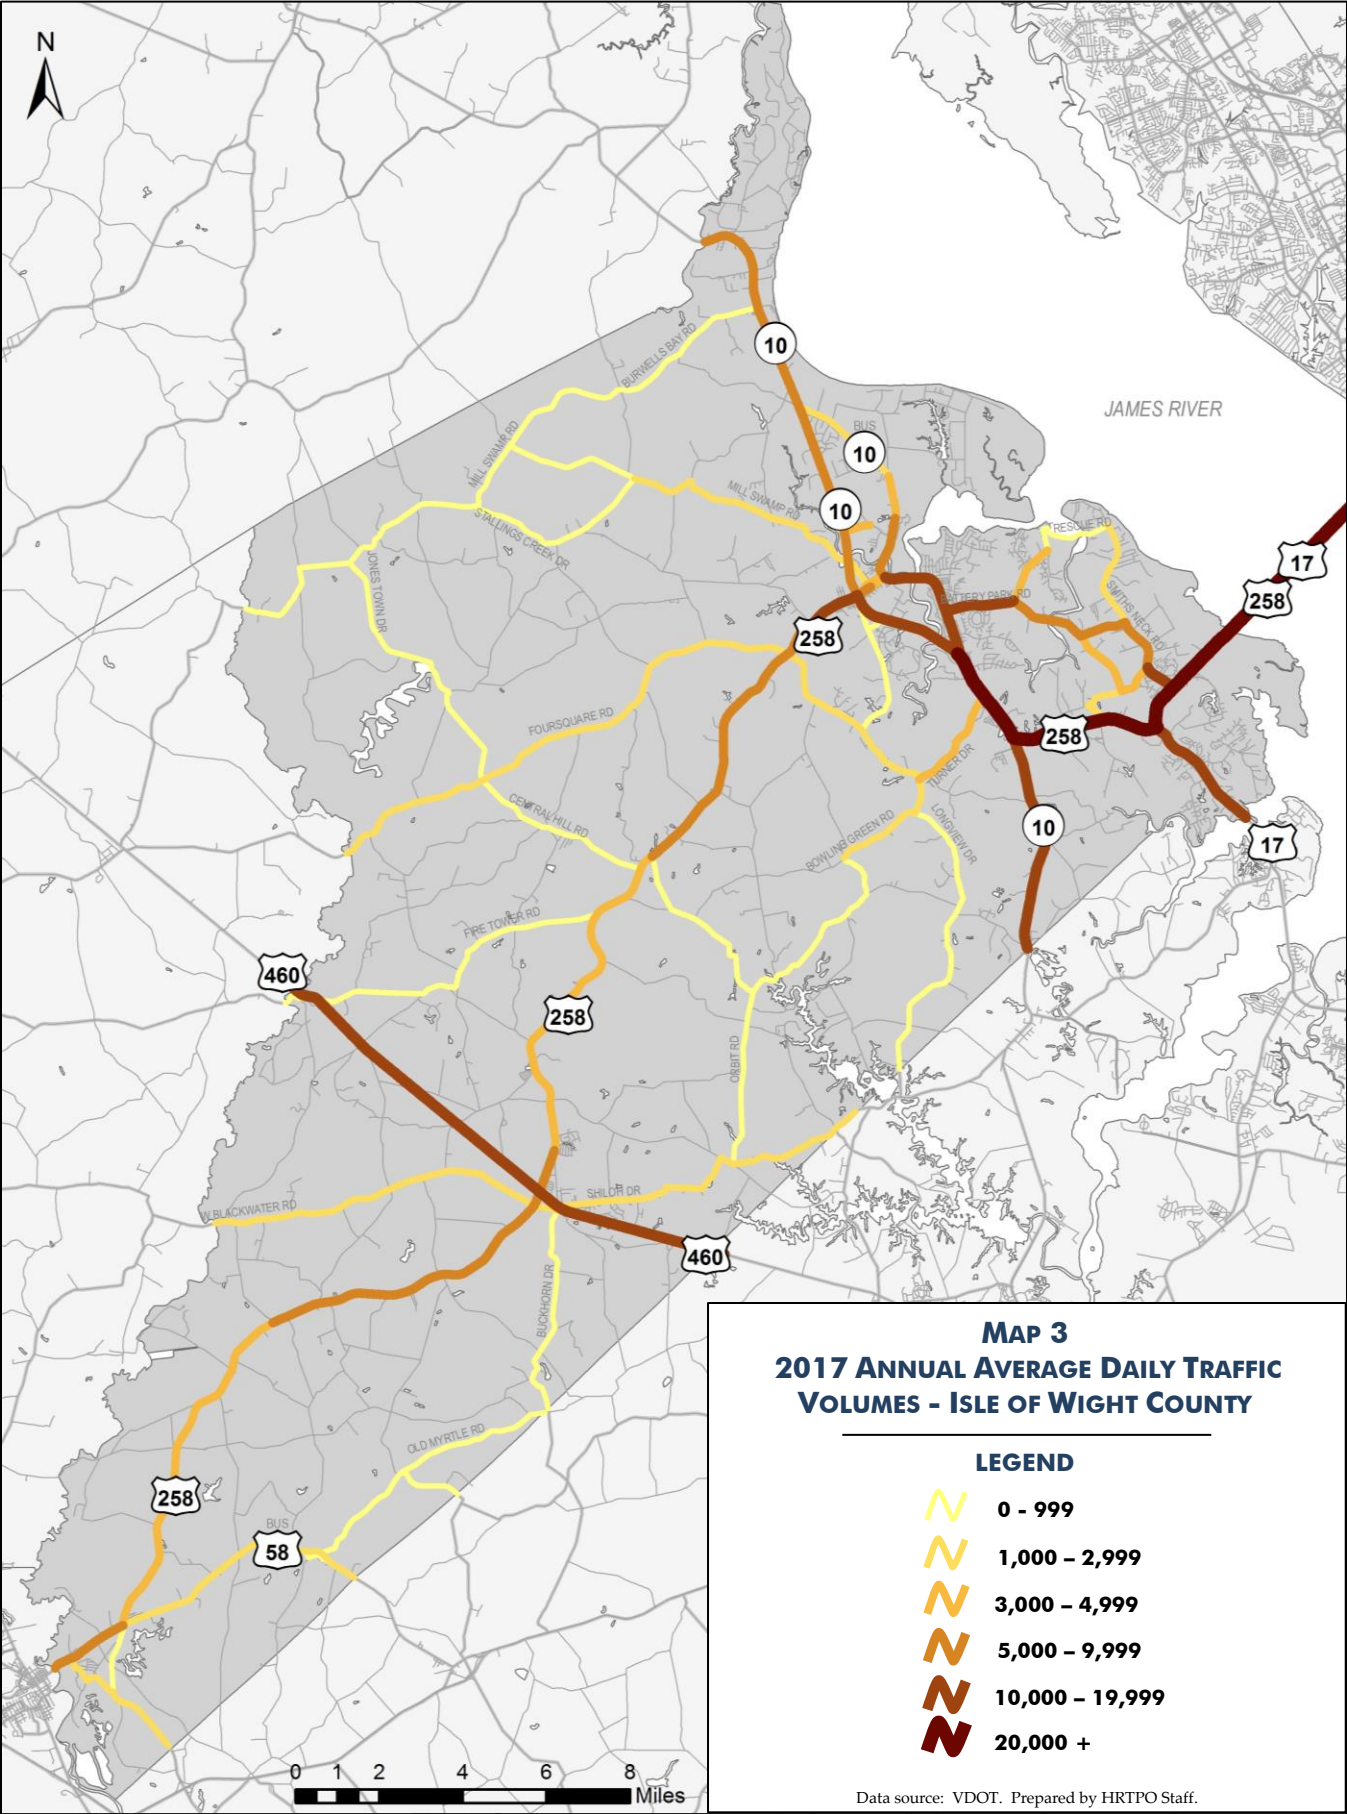 N
10
BURWELLS BAY RD
JAMES RIVER
BUS
10
MILL SWAMP RD
MILL SWAMP RD
10
STALLINGS CREEK DR
RESCUE RD
17
JONES TOWN DR
258
BATTERY PARK RD
SMITHS NECK RD
258
FOURSQUARE RD
258
TURNER DR
CENTRAL HILL RD
BOWLING GREEN RD
LONGVIEW DR
10
17
FIRE TOWER RD
460
258
ORBIT RD
SHILOH DR
W BLACKWATER RD
460
BUCKHORN DR
OLD MYRTLE RD
258
BUS
58
MAP 3
2017 ANNUAL AVERAGE DAILY TRAFFIC
VOLUMES - ISLE OF WIGHT COUNTY
LEGEND
0 - 999
1,000 – 2,999
3,000 – 4,999
5,000 – 9,999
10,000 – 19,999
20,000 +
0 1 2 4 6 8
Miles
Data source: VDOT. Prepared by HRTPO Staff.